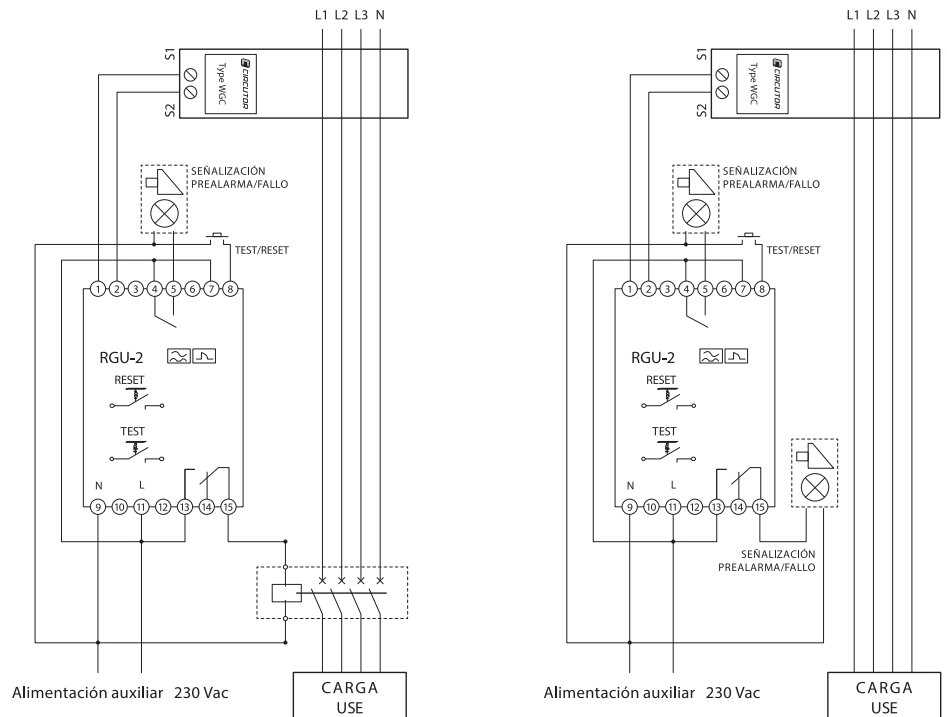 L1 L2 L3 N
S1
S2
CIRCUTOR
Type WGC
SEÑALIZACIÓN
PREALARMA/FALLO
TEST/RESET
1 2 3 4 5 6 7 8
RGU-2
RESET
TEST
N L
9 10 11 12 13 14 15
Alimentación auxiliar 230 Vac
CARGA
USE
L1 L2 L3 N
S1
S2
CIRCUTOR
Type WGC
SEÑALIZACIÓN
PREALARMA/FALLO
TEST/RESET
1 2 3 4 5 6 7 8
RGU-2
RESET
TEST
N L
9 10 11 12 13 14 15
SEÑALIZACIÓN
PREALARMA/FALLO
Alimentación auxiliar 230 Vac
CARGA
USE